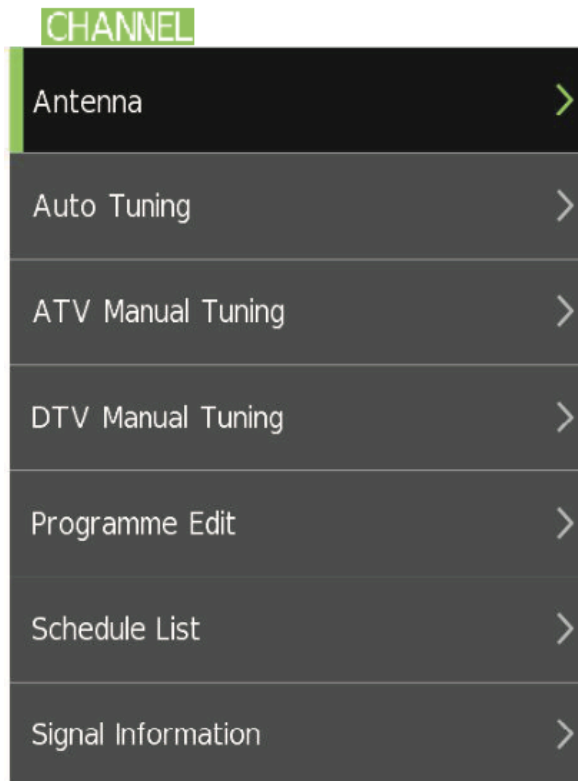 CHANNEL
Antenna
Auto Tuning
ATV Manual Tuning
DTV Manual Tuning
Programme Edit
Schedule List
Signal Information